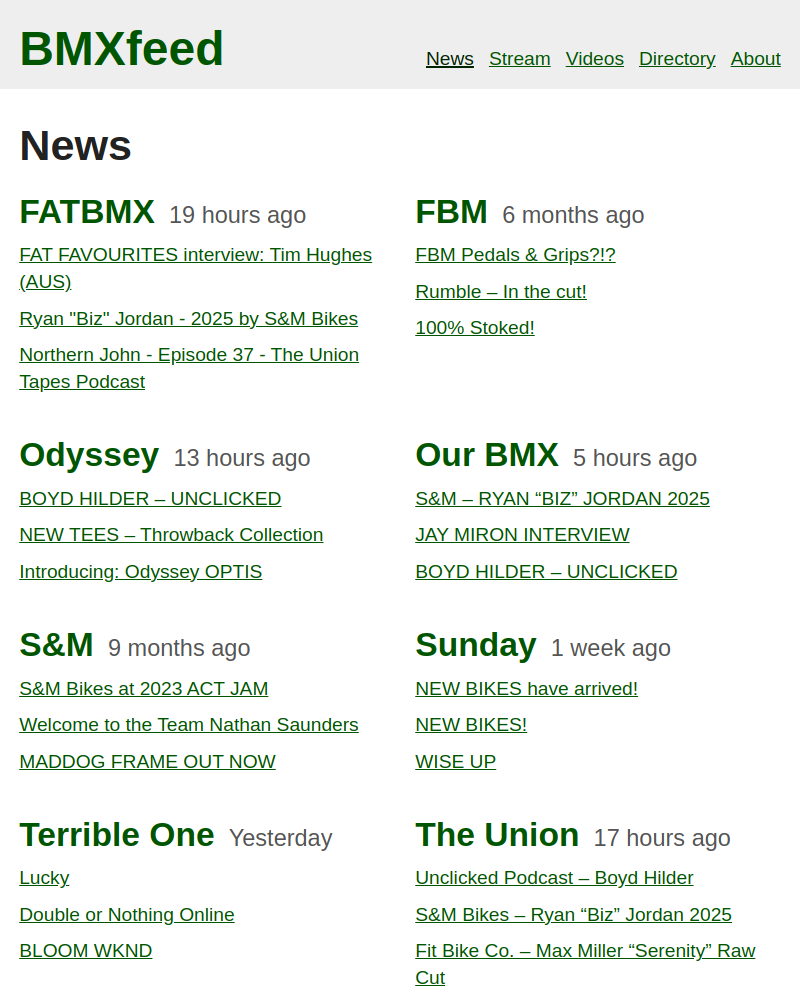 BMXfeed
News Stream Videos Directory About
News
FATBMX 19 hours ago
FAT FAVOURITES interview: Tim Hughes
(AUS)
Ryan "Biz" Jordan - 2025 by S&M Bikes
Northern John - Episode 37 - The Union
Tapes Podcast
FBM 6 months ago
FBM Pedals & Grips?!?
Rumble – In the cut!
100% Stoked!
Odyssey 13 hours ago
BOYD HILDER – UNCLICKED
NEW TEES – Throwback Collection
Introducing: Odyssey OPTIS
Our BMX 5 hours ago
S&M – RYAN “BIZ” JORDAN 2025
JAY MIRON INTERVIEW
BOYD HILDER – UNCLICKED
S&M 9 months ago
S&M Bikes at 2023 ACT JAM
Welcome to the Team Nathan Saunders
MADDOG FRAME OUT NOW
Sunday 1 week ago
NEW BIKES have arrived!
NEW BIKES!
WISE UP
Terrible One Yesterday
Lucky
Double or Nothing Online
BLOOM WKND
The Union 17 hours ago
Unclicked Podcast – Boyd Hilder
S&M Bikes – Ryan “Biz” Jordan 2025
Fit Bike Co. – Max Miller “Serenity” Raw
Cut